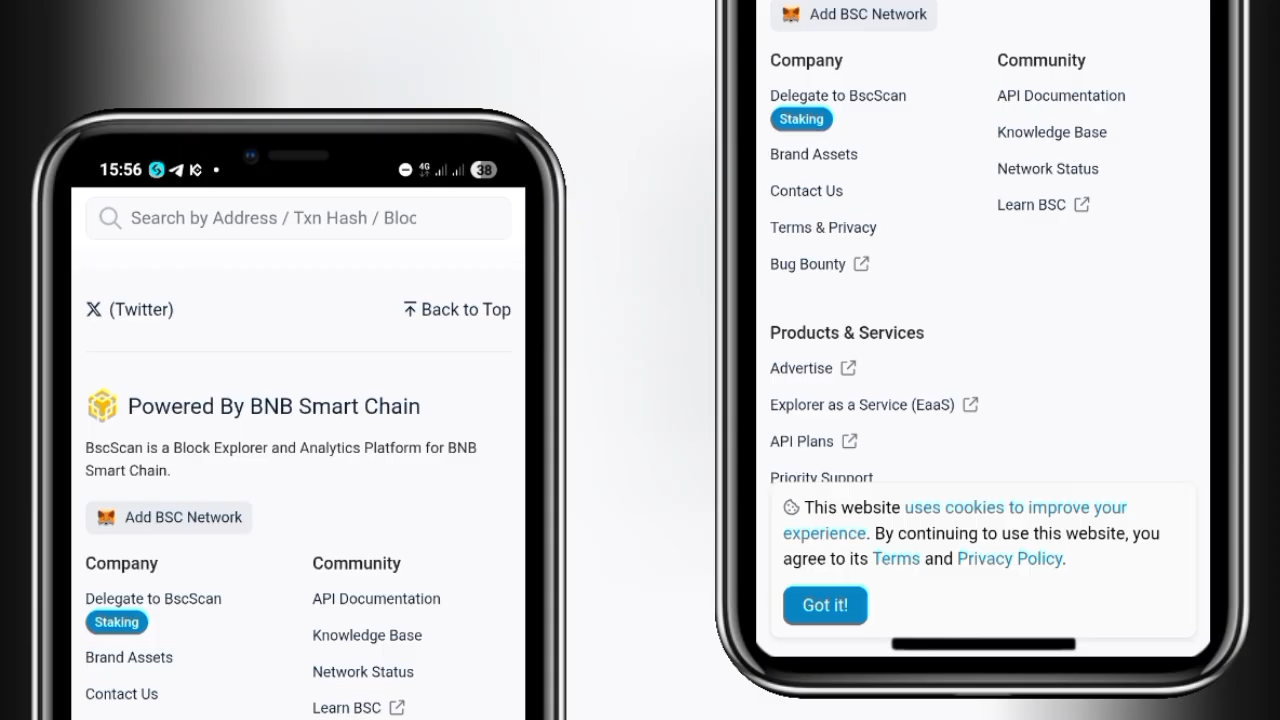 15:56
4G
38
Search by Address / Txn Hash / Bloc
X (Twitter)
Back to Top
Powered By BNB Smart Chain
BscScan is a Block Explorer and Analytics Platform for BNB
Smart Chain.
Add BSC Network
Company
Community
Delegate to BscScan
API Documentation
Staking
Knowledge Base
Brand Assets
Network Status
Contact Us
Learn BSC
Add BSC Network
Company
Community
Delegate to BscScan
API Documentation
Staking
Knowledge Base
Brand Assets
Network Status
Contact Us
Learn BSC
Terms & Privacy
Bug Bounty
Products & Services
Advertise
Explorer as a Service (EaaS)
API Plans
Priority Support
This website uses cookies to improve your
experience. By continuing to use this website, you
agree to its Terms and Privacy Policy.
Got it!